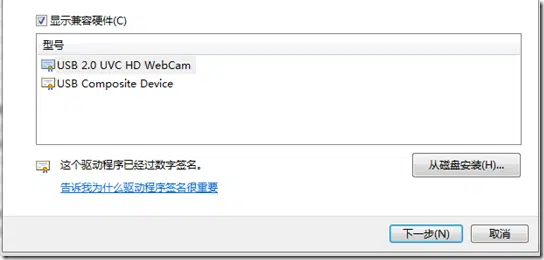 显示兼容硬件(C)
型号
USB 2.0 UVC HD WebCam
USB Composite Device
这个驱动程序已经过数字签名。
从磁盘安装(H)...
告诉我为什么驱动程序签名很重要
下一步(N)
取消